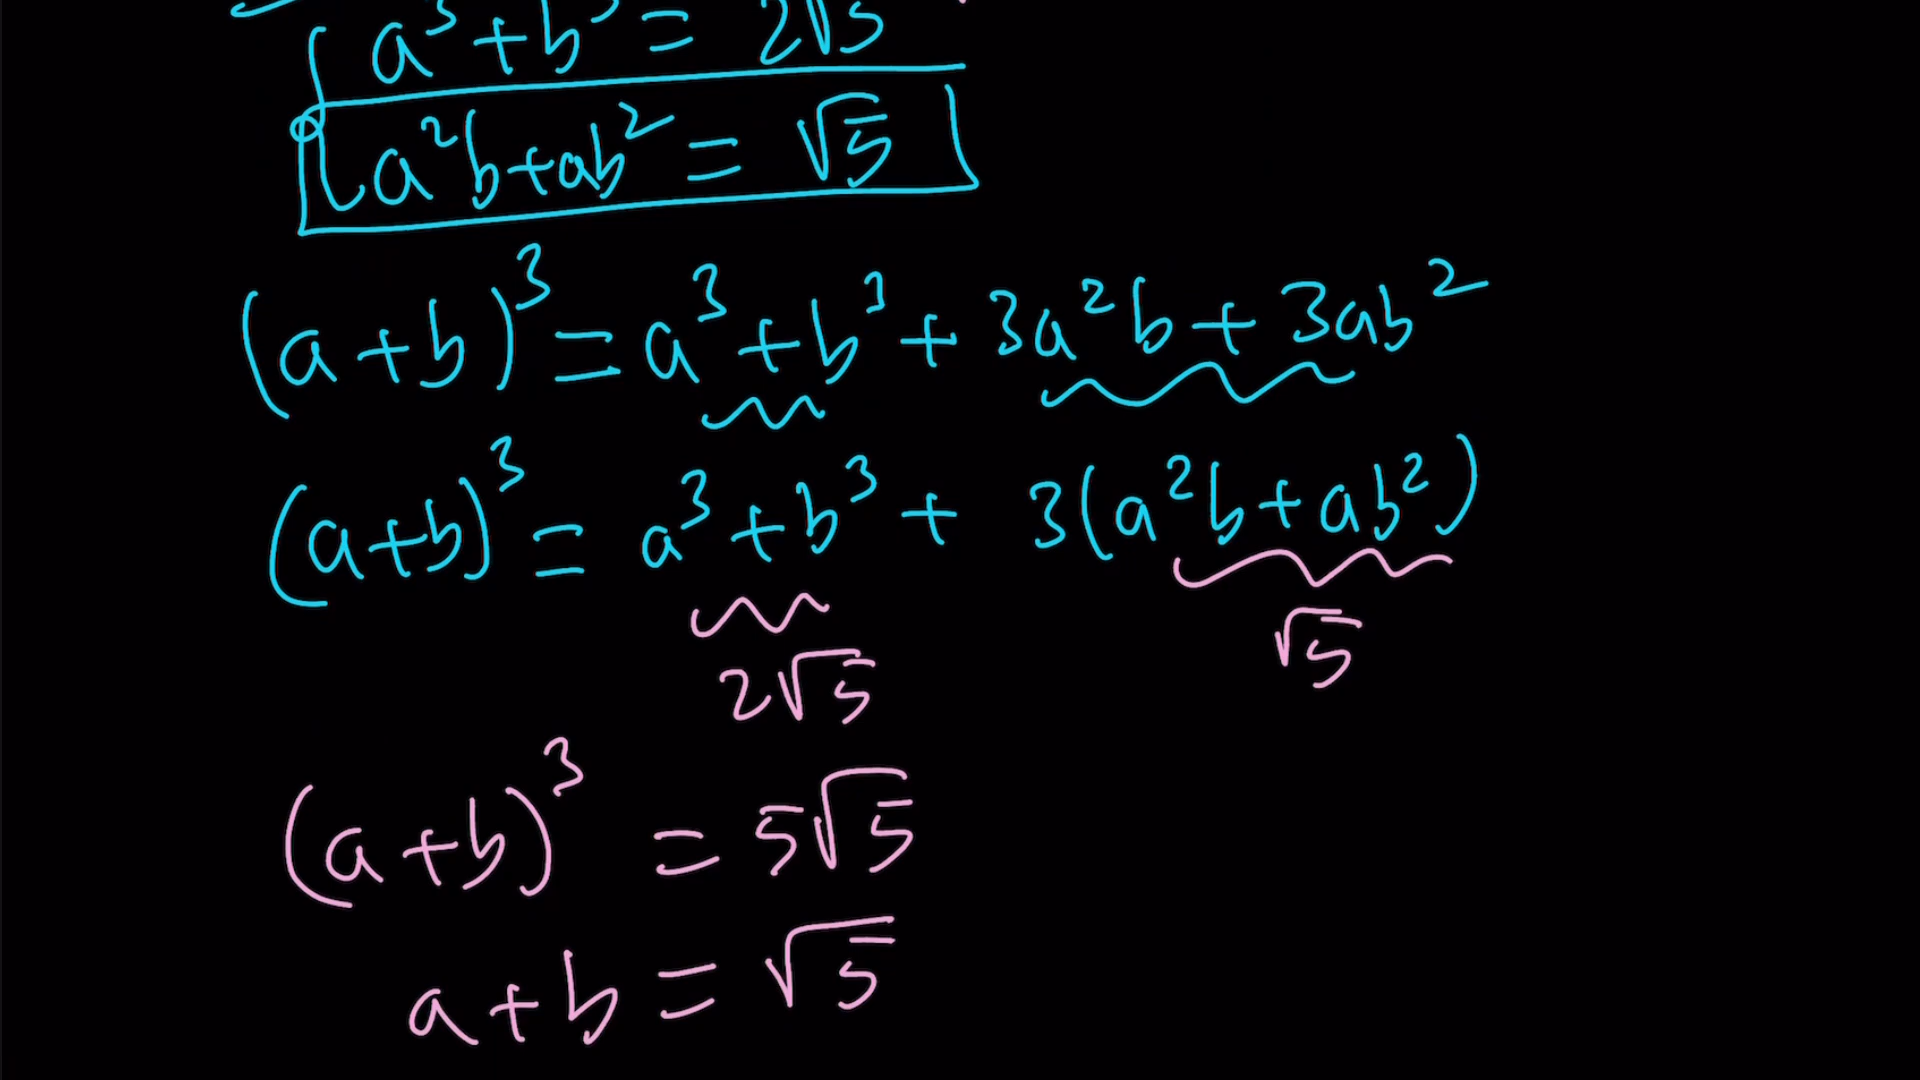 a³+b³ = 2√5
a²b+ab² = √5
(a+b)³ = a³+b³ + 3a²b + 3ab²
(a+b)³ = a³+b³ + 3(a²b+ab²)
2√5 √5
(a+b)³ = 5√5
a+b = √5